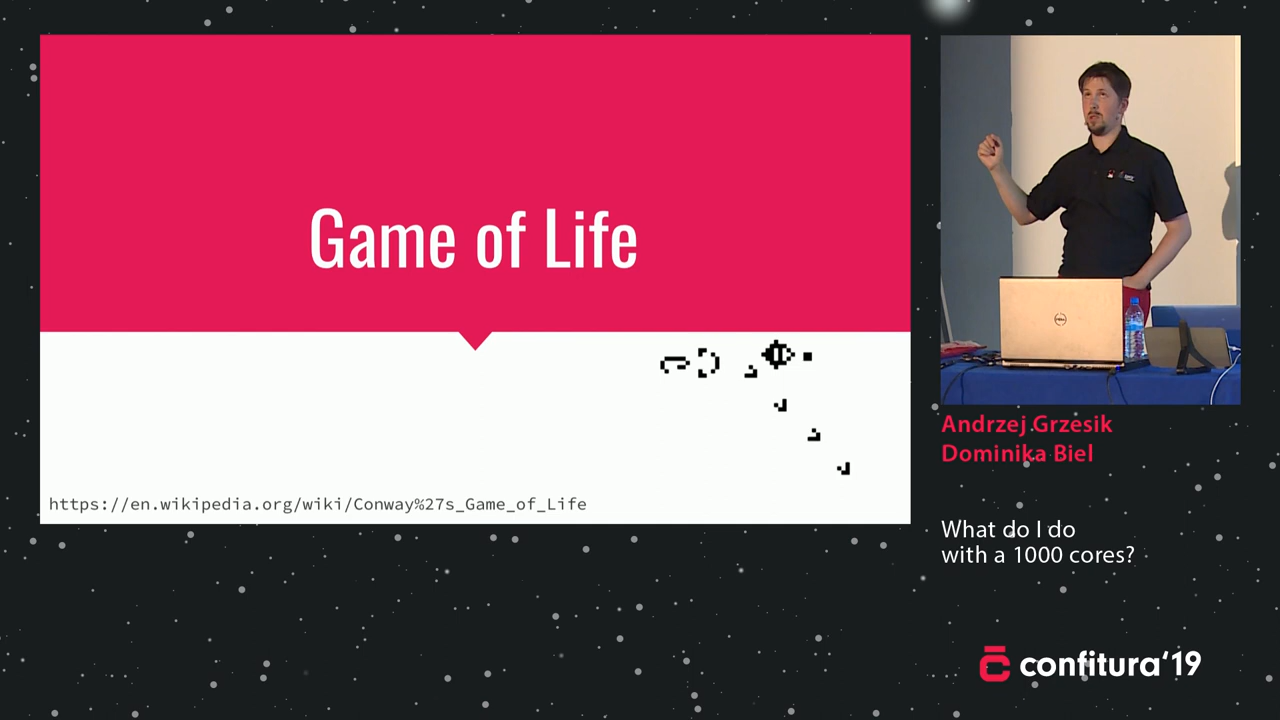 Game of Life
https://en.wikipedia.org/wiki/Conway%27s_Game_of_Life
Andrzej Grzesik
Dominika Biel
What do I do
with a 1000 cores?
confitura'19